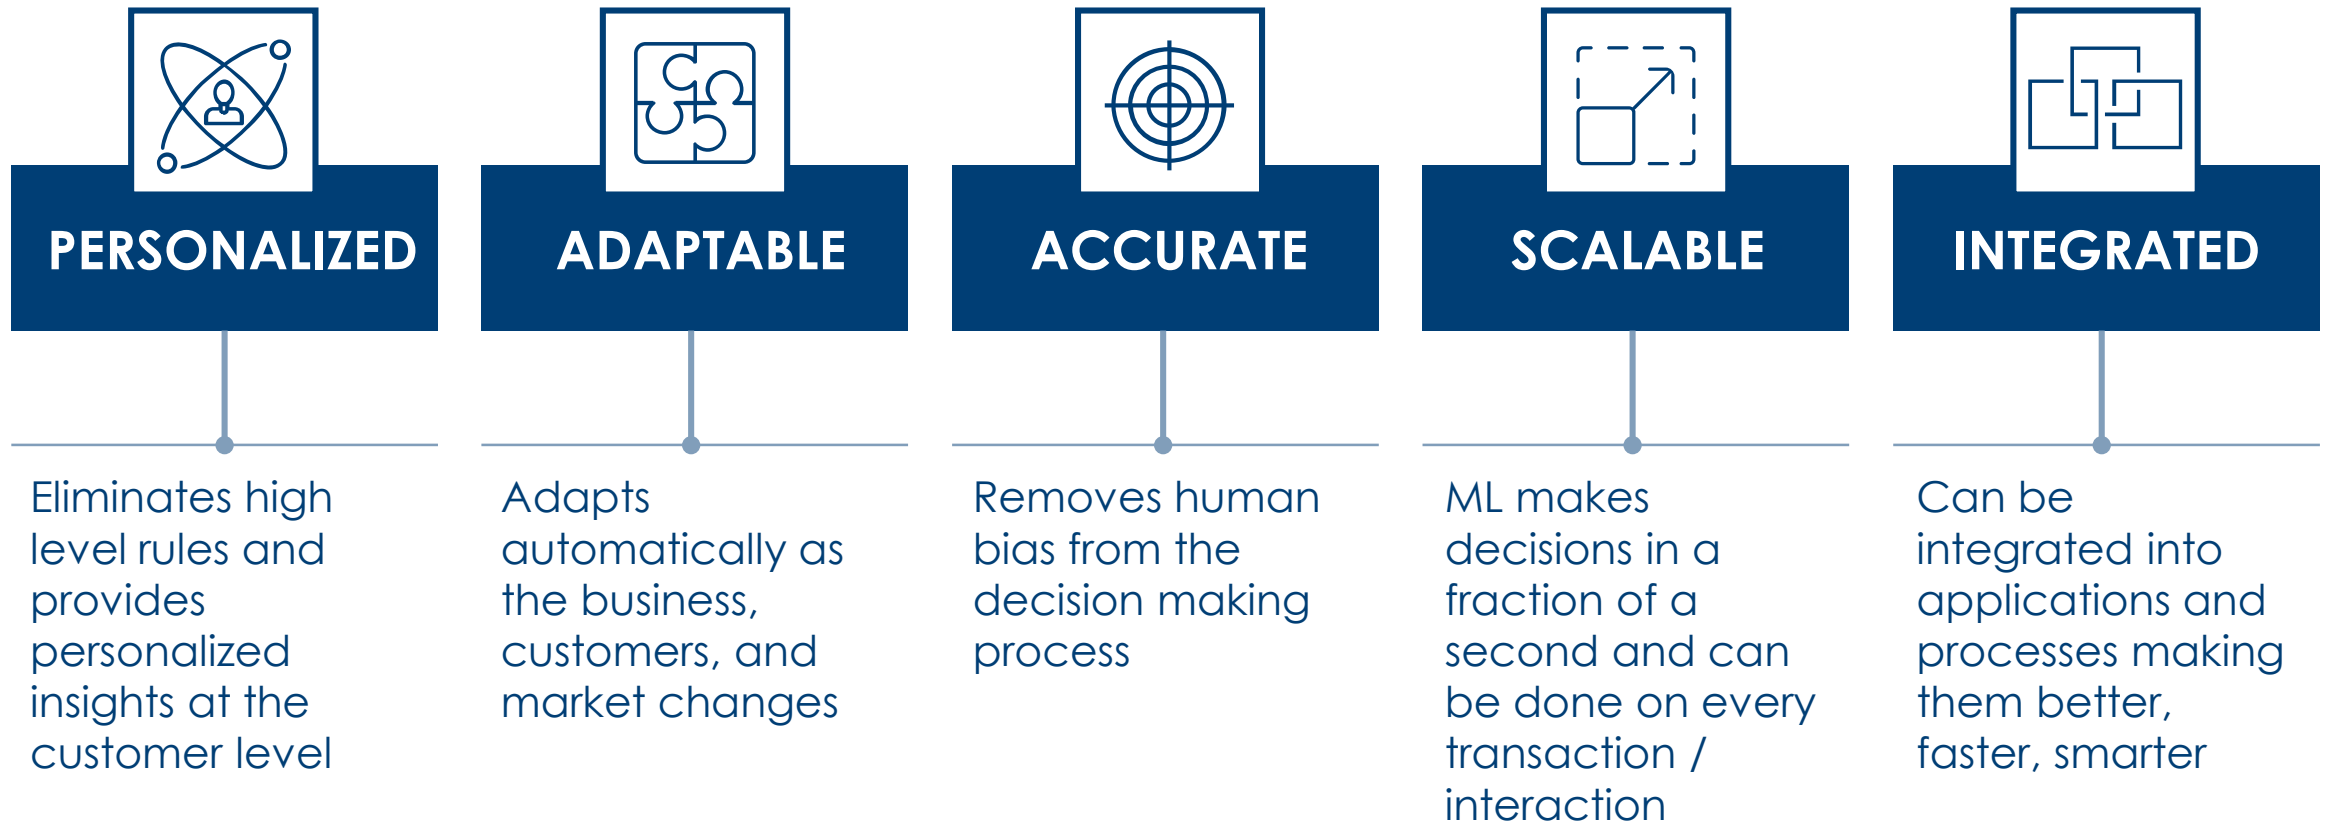 PERSONALIZED
Eliminates high
level rules and
provides
personalized
insights at the
customer level
ADAPTABLE
Adapts
automatically as
the business,
customers, and
market changes
ACCURATE
Removes human
bias from the
decision making
process
SCALABLE
ML makes
decisions in a
fraction of a
second and can
be done on every
transaction /
interaction
INTEGRATED
Can be
integrated into
applications and
processes making
them better,
faster, smarter